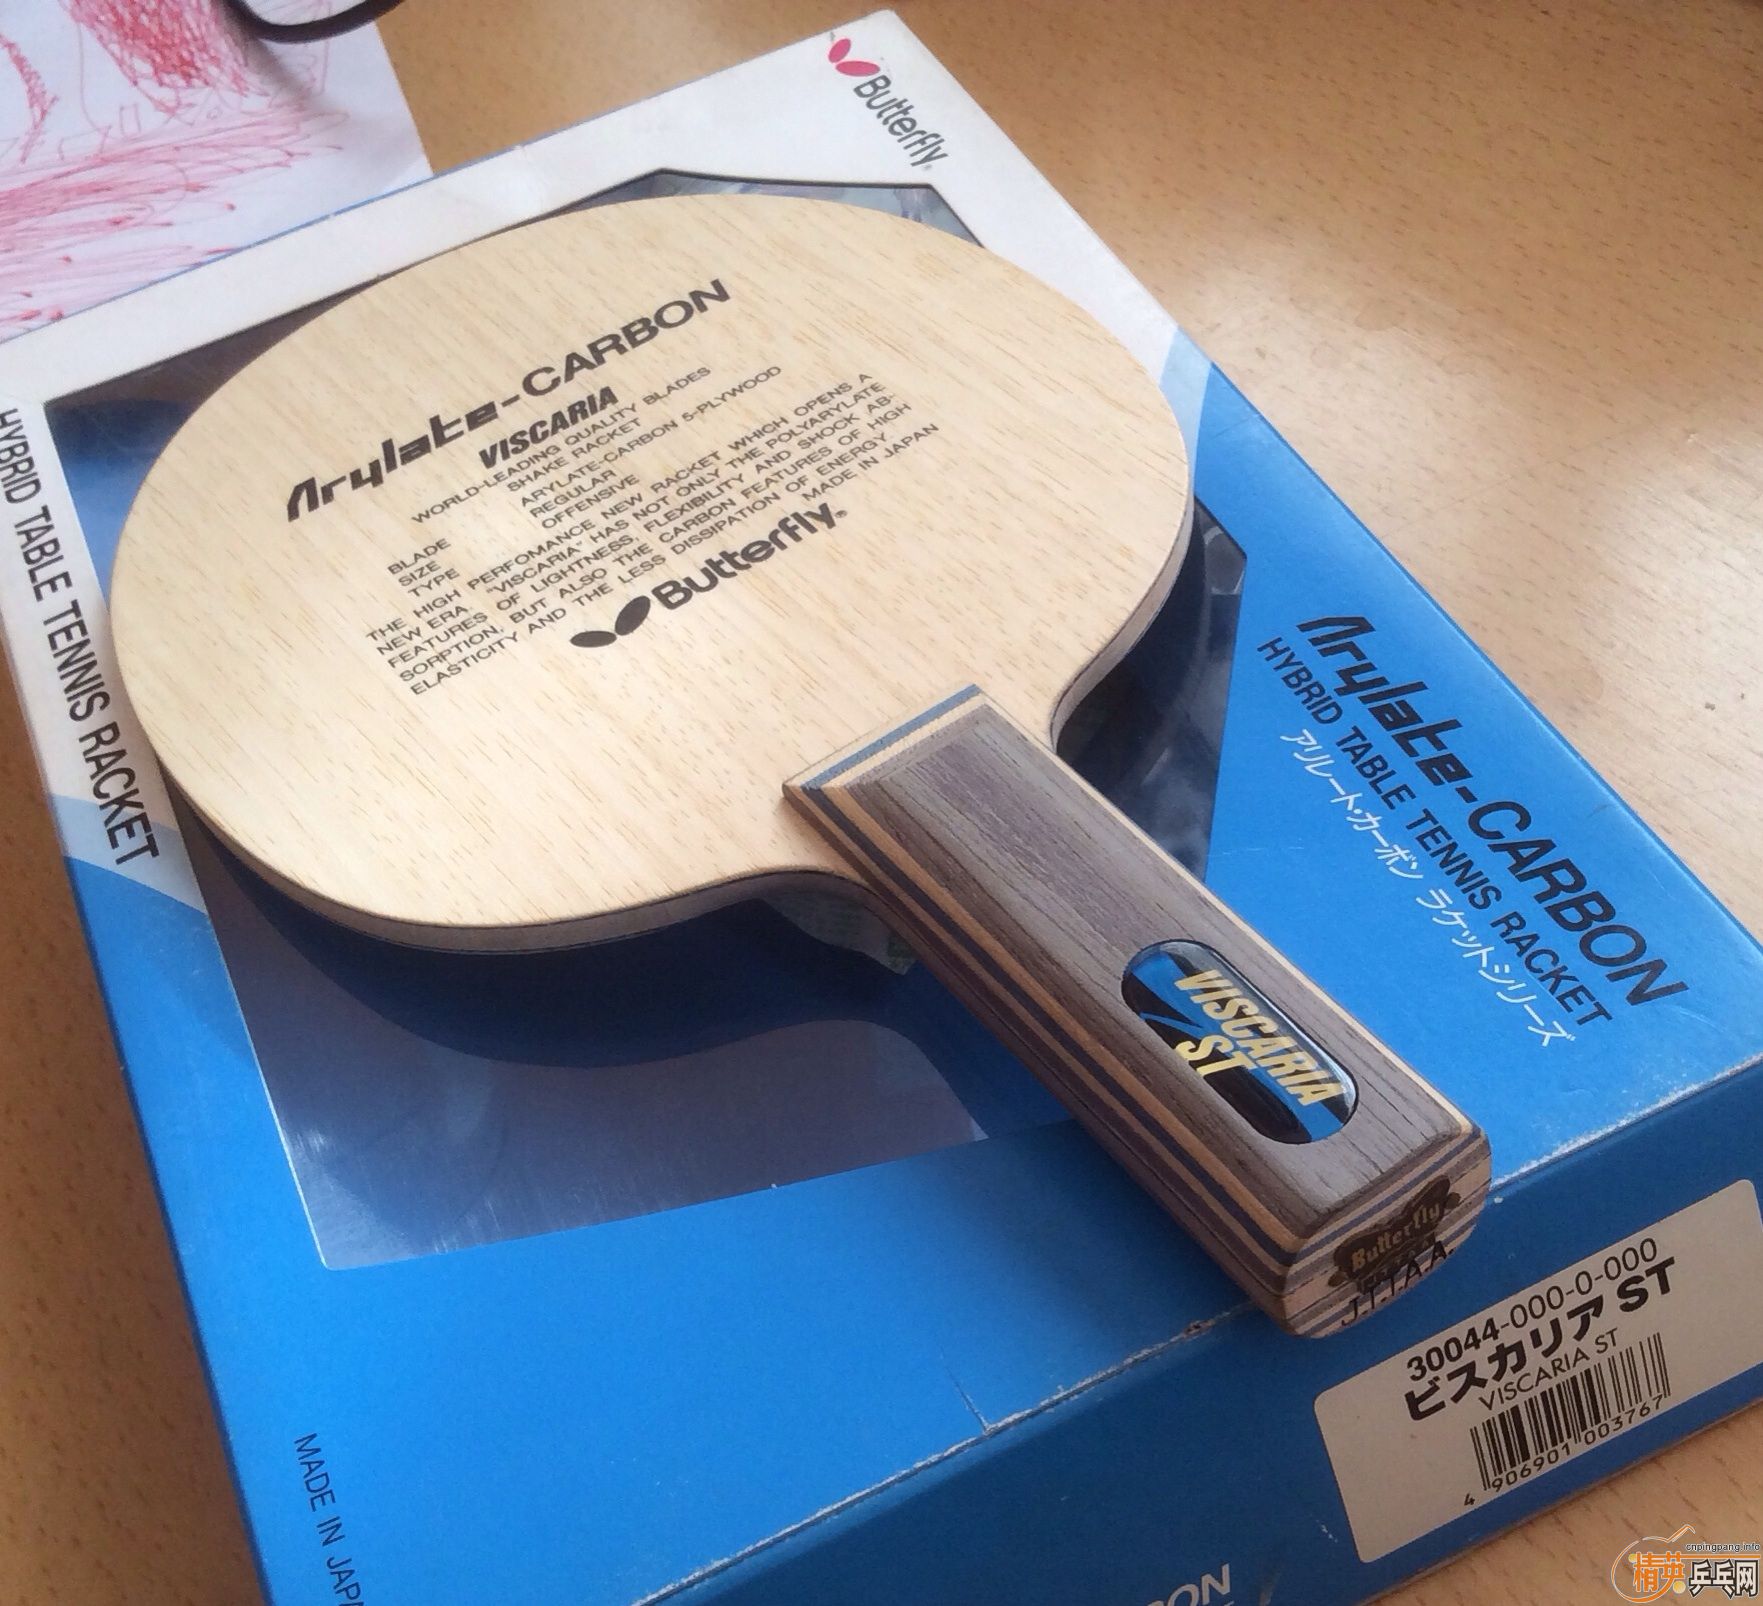 Butterfly
HYBRID TABLE TENNIS RACKET
Arylate-CARBON
VISCARIA
WORLD-LEADING QUALITY BLADES
SHAKE RACKET
BLADE ARYLATE-CARBON 5-PLYWOOD
SIZE REGULAR
TYPE OFFENSIVE
THE HIGH PERFOMANCE NEW RACKET WHICH OPENS A
NEW ERA. "VISCARIA" HAS NOT ONLY THE POLYARYLATE
FEATURES OF LIGHTNESS, FLEXIBILITY AND SHOCK AB-
SORPTION, BUT ALSO THE CARBON FEATURES OF HIGH
ELASTICITY AND THE LESS DISSIPATION OF ENERGY
MADE IN JAPAN
Butterfly®
Arylate-CARBON
HYBRID TABLE TENNIS RACKET
アリレート・カーボン ラケットシリーズ
VISCARIA
ST
Butterfly
J.T.T.A.A.
30044-000-0-000
ビスカリア ST
VISCARIA ST
4 906901 003767
MADE IN JAP
cnpingpang.info
精英乒乓网